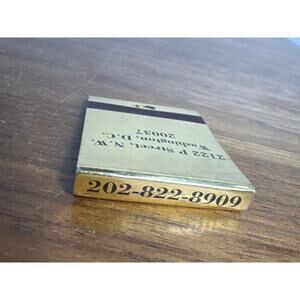 2122 P Street, N.W.
Washington, D.C.
20037
202-822-8909